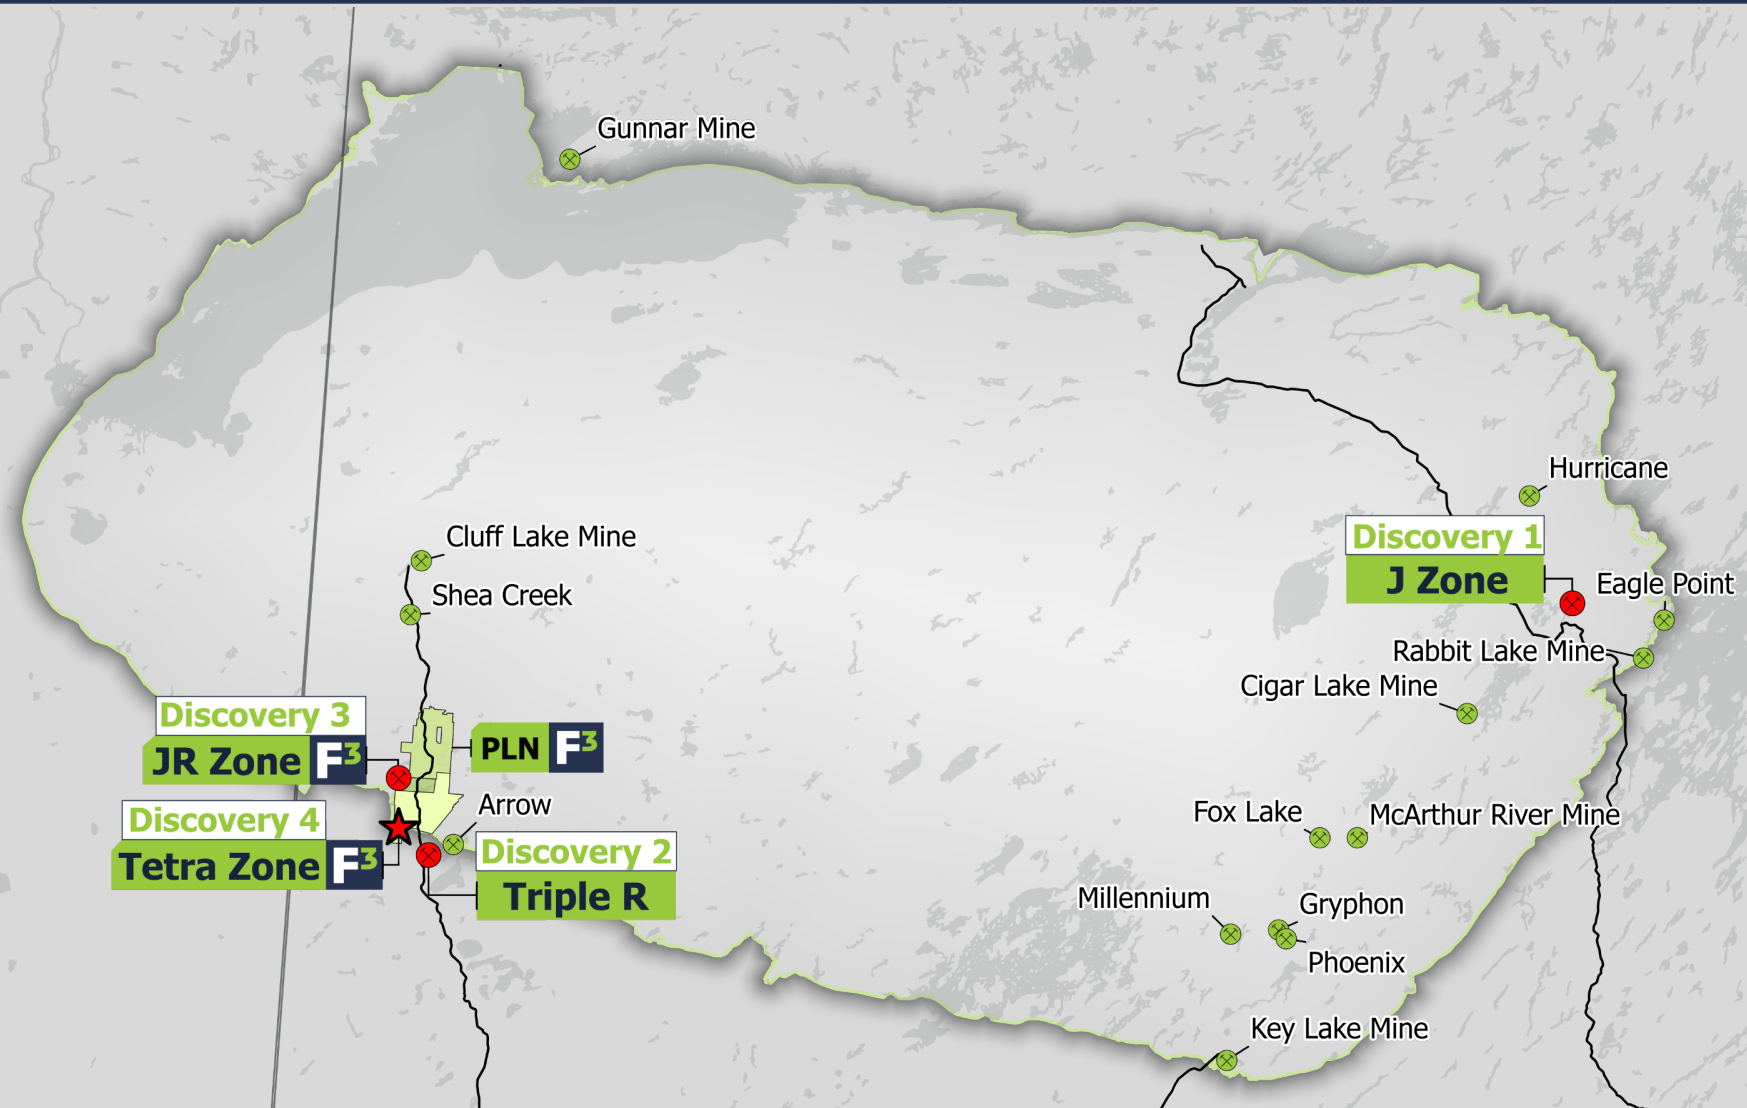 Gunnar Mine
Hurricane
Discovery 1
J Zone
Eagle Point
Cluff Lake Mine
Shea Creek
Rabbit Lake Mine
Cigar Lake Mine
Discovery 3
JR Zone F3
PLN F3
Arrow
Discovery 4
Tetra Zone F3
Discovery 2
Triple R
Fox Lake
McArthur River Mine
Millennium
Gryphon
Phoenix
Key Lake Mine